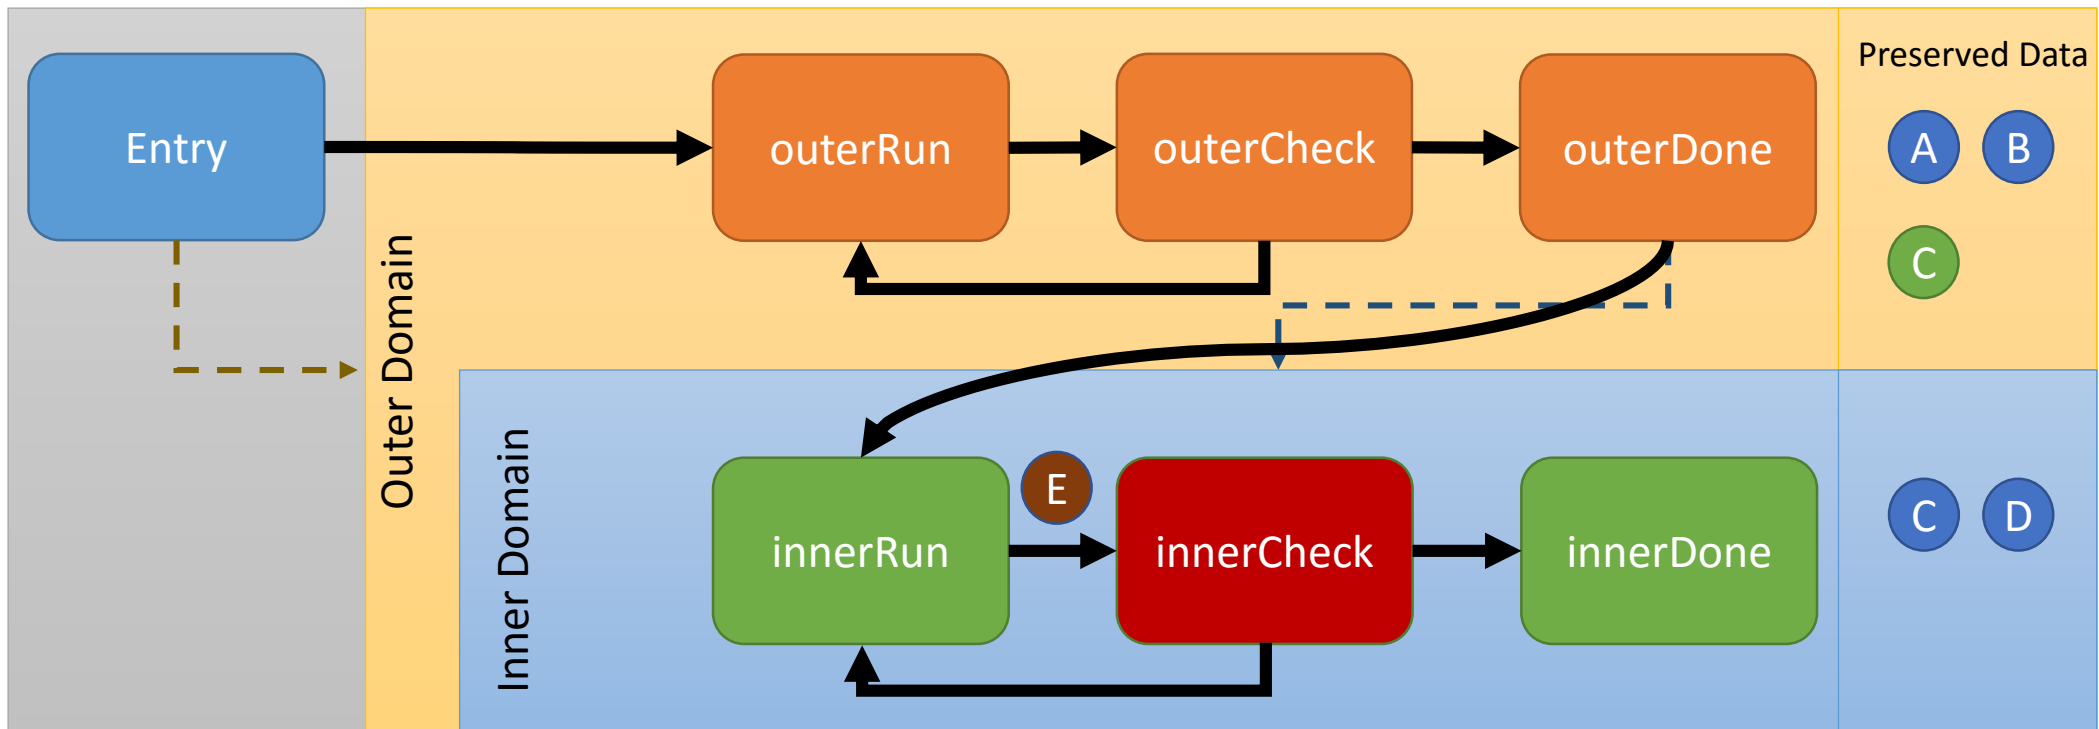 Entry
outerRun
outerCheck
outerDone
Preserved Data
A
B
C
Outer Domain
Inner Domain
innerRun
E
innerCheck
innerDone
C
D